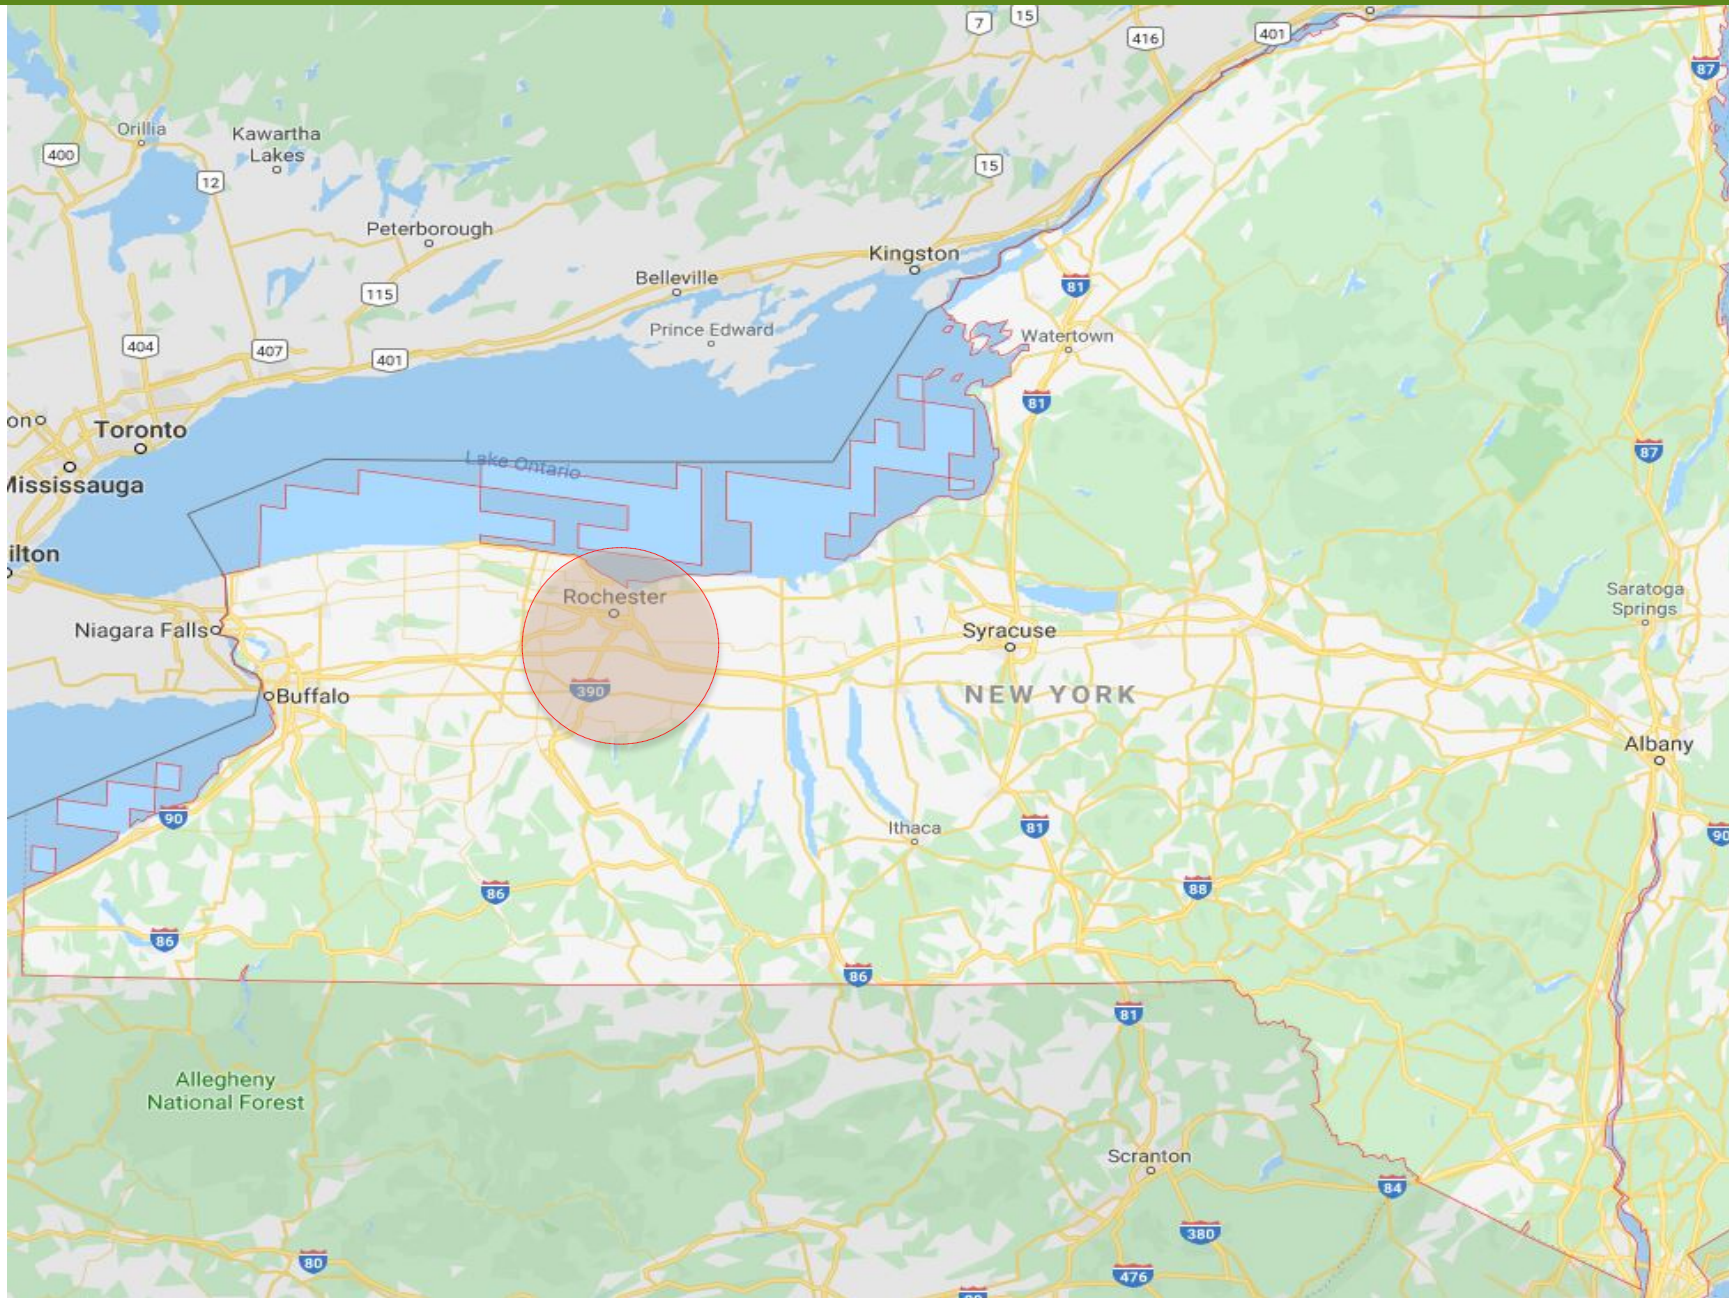 7
15
416
401
87
Orillia
Kawartha
Lakes
400
12
15
Peterborough
Kingston
Belleville
115
81
Prince Edward
Watertown
404
407
401
81
on
Toronto
Lake Ontario
87
Mississauga
ilton
Rochester
Saratoga
Springs
Niagara Falls
Syracuse
390
Buffalo
NEW YORK
Albany
90
Ithaca
81
90
86
88
86
86
81
Allegheny
National Forest
Scranton
84
380
80
476